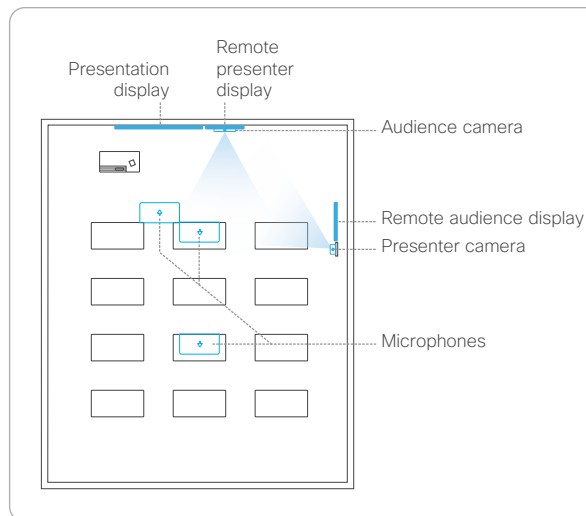 Presentation
display
Remote
presenter
display
Audience camera
Remote audience display
Presenter camera
Microphones